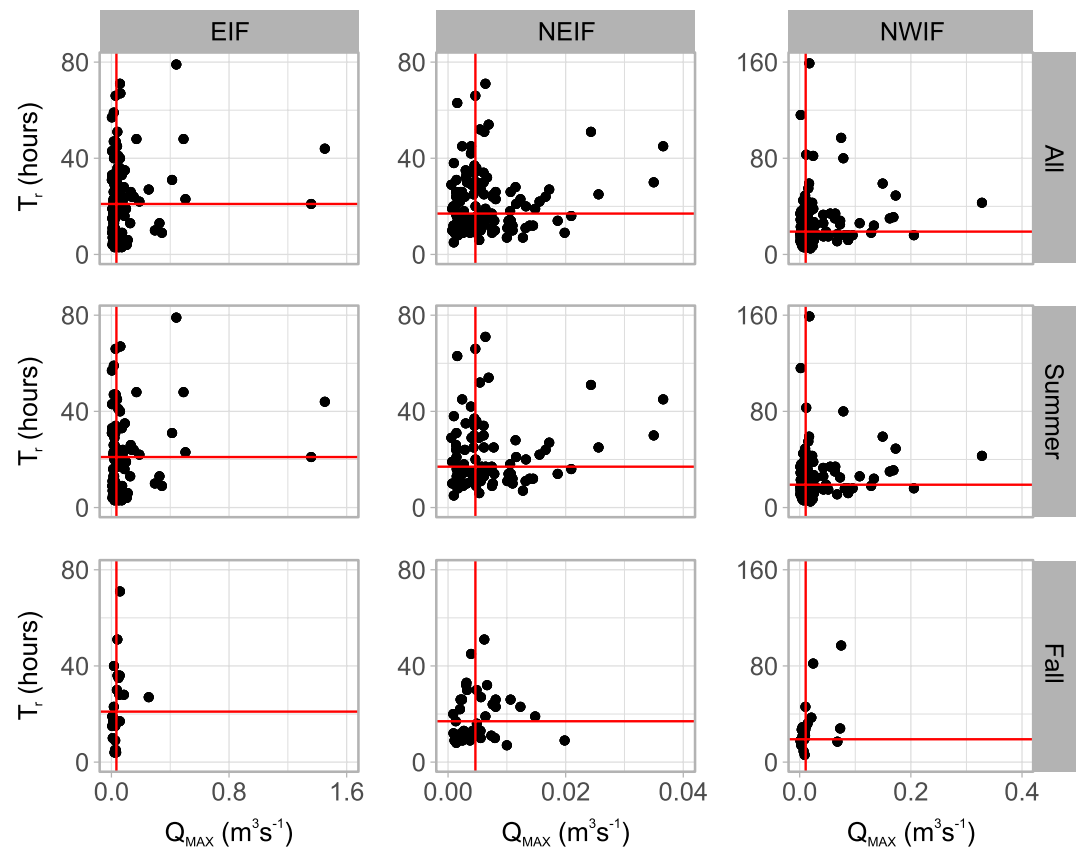 EIF NEIF NWIF
80 80 160
40 40 80
0 0 0
Tr (hours)
All
80 80 160
40 40 80
0 0 0
Tr (hours)
Summer
80 80 160
40 40 80
0 0 0
Tr (hours)
Fall
0.0 0.8 1.6 0.00 0.02 0.04 0.0 0.2 0.4
QMAX (m³s⁻¹) QMAX (m³s⁻¹) QMAX (m³s⁻¹)